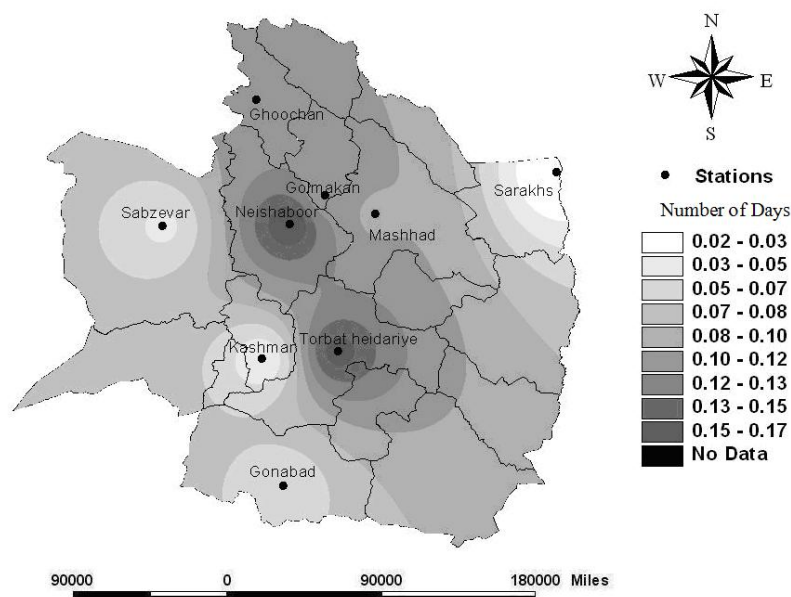 N
W E
S
Ghoochan
Golmakan
Sabzevar
Neishaboor
Mashhad
Sarakhs
Kashman
Torbat heidariye
Gonabad
Stations
Number of Days
0.02 - 0.03
0.03 - 0.05
0.05 - 0.07
0.07 - 0.08
0.08 - 0.10
0.10 - 0.12
0.12 - 0.13
0.13 - 0.15
0.15 - 0.17
No Data
90000 0 90000 180000 Miles